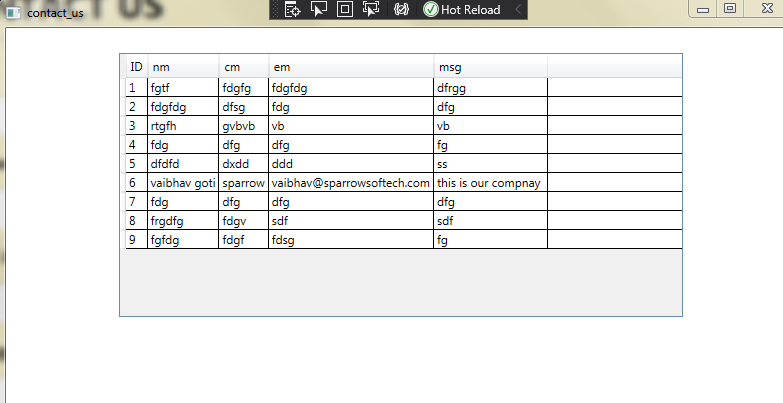 TACT US
contact_us
Hot Reload
ID nm cm em msg
1 fgtf fdgfg fdgfdg dfrgg
2 fdgfdg dfsg fdg dfg
3 rtgfh gvbvb vb vb
4 fdg dfg dfg fg
5 dfdfd dxdd ddd ss
6 vaibhav goti sparrow vaibhav@sparrowsoftech.com this is our compnay
7 fdg dfg dfg dfg
8 frgdfg fdgv sdf sdf
9 fgfdg fdgf fdsg fg